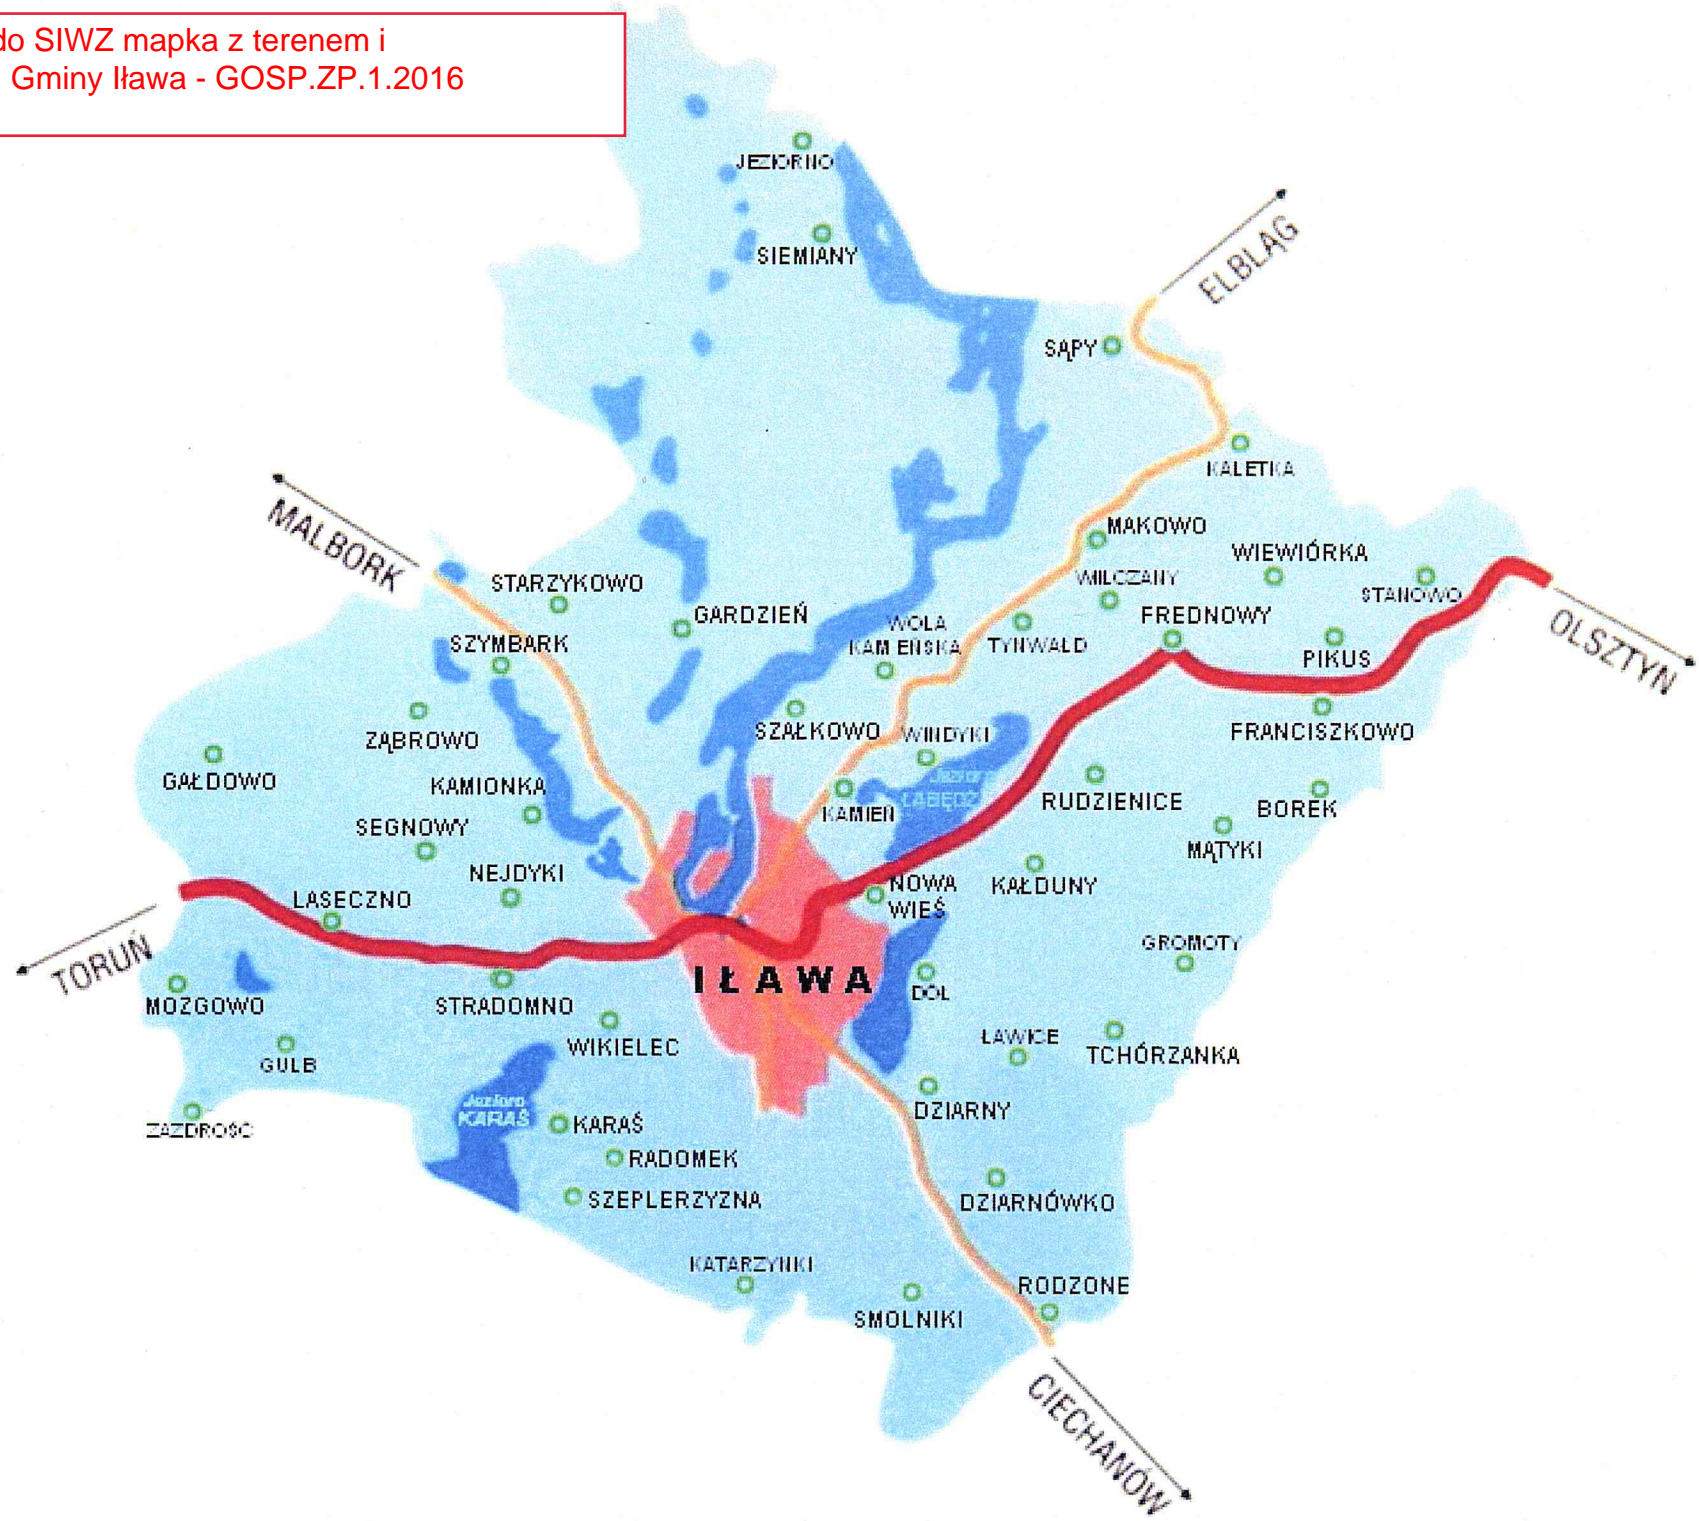 do SIWZ mapka z terenem i
Gminy Iława - GOSP.ZP.1.2016
JEZIORNO
SIEMIANY
ELBLĄG
SĄPY
KALETKA
MALBORK
MAKOWO
WIEWIÓRKA
STARZYKOWO
WILCZANY
STANOWO
GARDZIEŃ
FREDNOWY
OLSZTYN
SZYMBARK
WOLA
KAMIEŃSKA
TYNWAŁD
PIKUS
ZĄBROWO
SZAŁKOWO
WINDYKI
FRANCISZKOWO
GAŁDOWO
KAMIONKA
Jezioro
ŁABĘDŹ
RUDZIENICE
BOREK
SEGNOWY
KAMIEŃ
MĄTYKI
NEJDYKI
NOWA
WIEŚ
KAŁDUNY
LASECZNO
TORUŃ
GROMOTY
IŁAWA
DÓŁ
MOZGOWO
STRADOMNO
WIKIELEC
ŁAWICE
TCHÓRZANKA
GULB
Jezioro
KARAŚ
DZIARNY
ZAZDROŚĆ
KARAŚ
RADOMEK
SZEPLERZYZNA
DZIARNÓWKO
KATARZYNKI
RODZONE
SMOLNIKI
CIECHANÓW